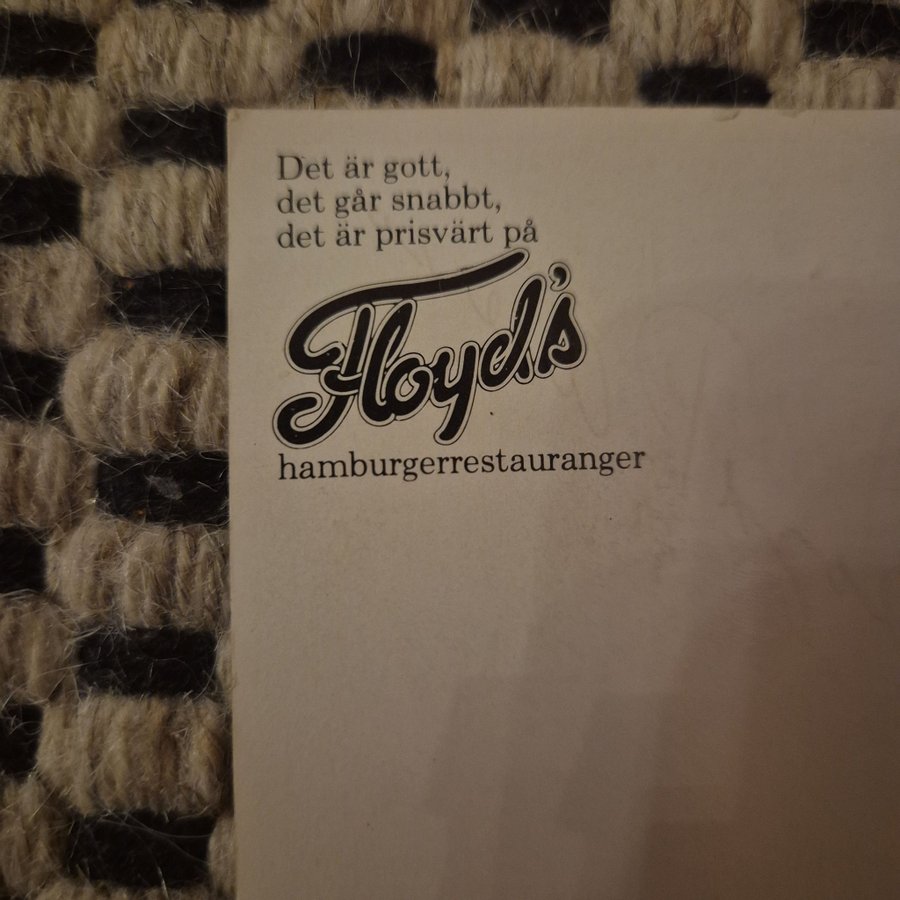 Det är gott,
det går snabbt,
det är prisvärt på
Floyd's
hamburgerrestauranger